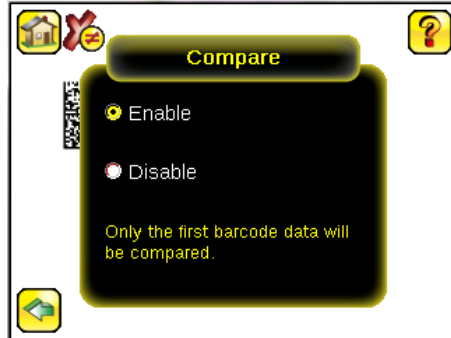 Compare
Enable
Disable
Only the first barcode data will
be compared.